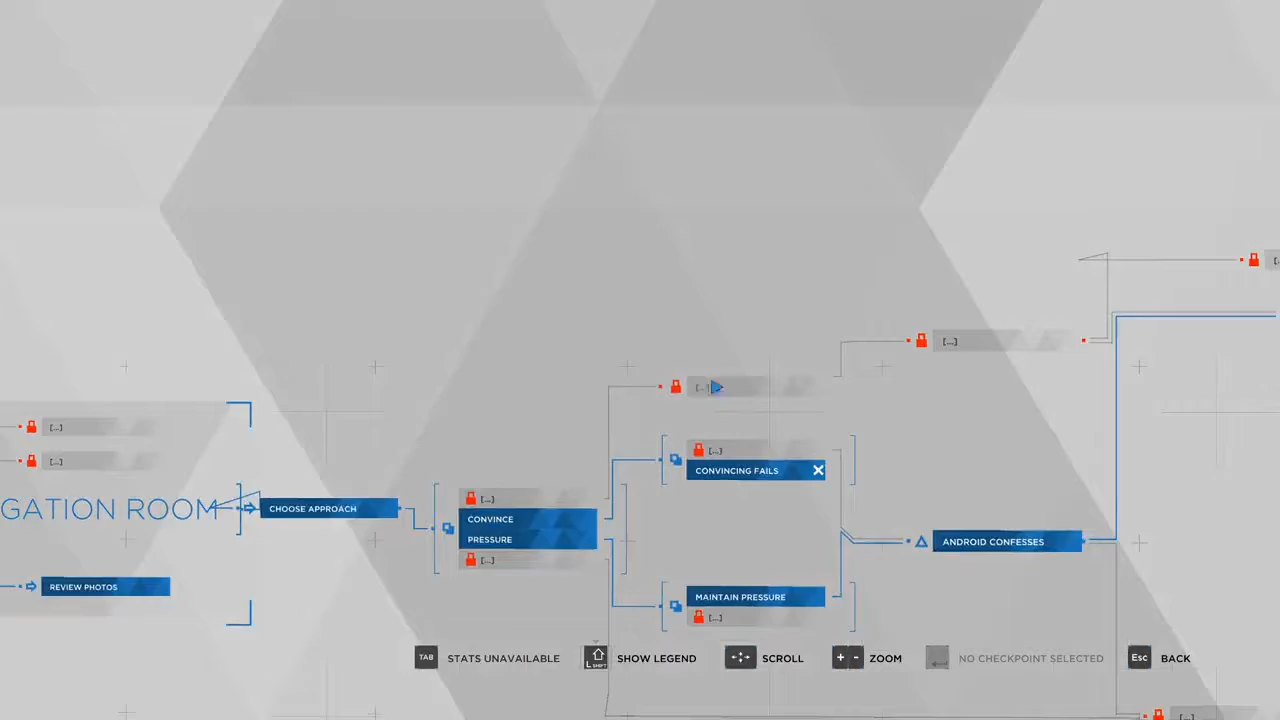 [...]
[...]
[...]
[...]
[...]
[...]
CONVINCING FAILS
[...]
GATION ROOM
CHOOSE APPROACH
CONVINCE
PRESSURE
[...]
ANDROID CONFESSES
REVIEW PHOTOS
MAINTAIN PRESSURE
[...]
TAB STATS UNAVAILABLE
L SHIFT SHOW LEGEND
SCROLL
+ - ZOOM
NO CHECKPOINT SELECTED
Esc BACK
[...]